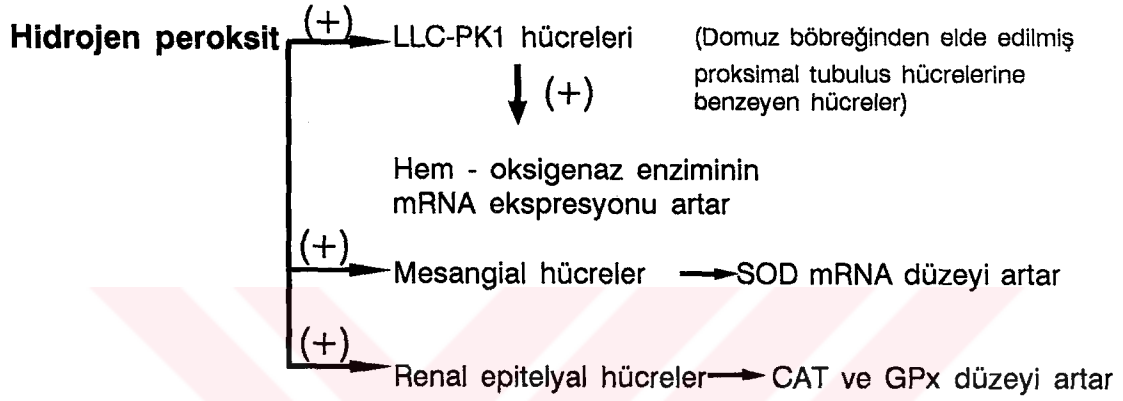 Hidrojen peroksit (+) LLC-PK1 hücreleri (Domuz böbreğinden elde edilmiş
proksimal tubulus hücrelerine
(+) benzeyen hücreler)
Hem - oksigenaz enziminin
mRNA ekspresyonu artar
(+) Mesangial hücreler SOD mRNA düzeyi artar
(+) Renal epitelyal hücreler CAT ve GPx düzeyi artar